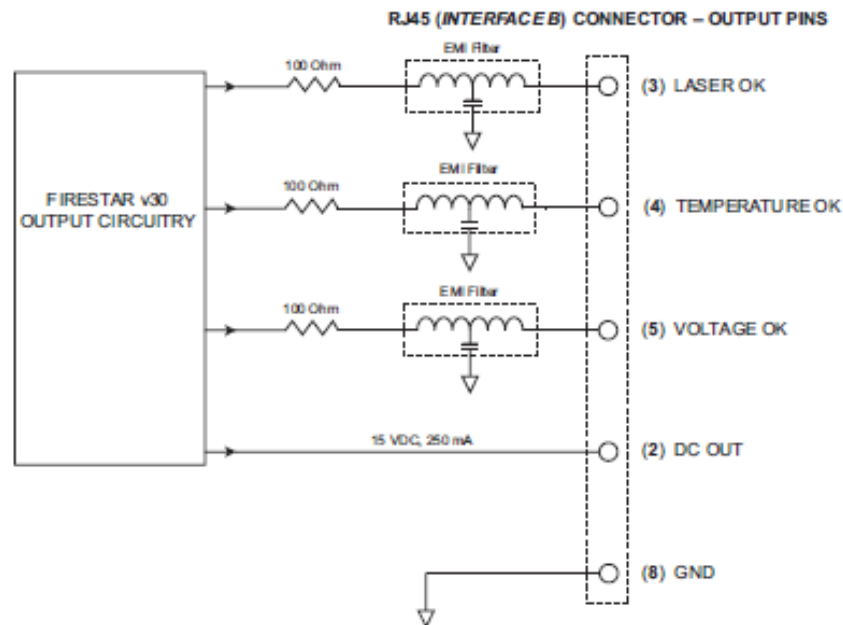 RJ45 (INTERFACE B) CONNECTOR – OUTPUT PINS
EMI Filter
100 Ohm
(3) LASER OK
EMI Filter
100 Ohm
(4) TEMPERATURE OK
FIRESTAR v30
OUTPUT CIRCUITRY
EMI Filter
100 Ohm
(5) VOLTAGE OK
15 VDC, 250 mA
(2) DC OUT
(8) GND